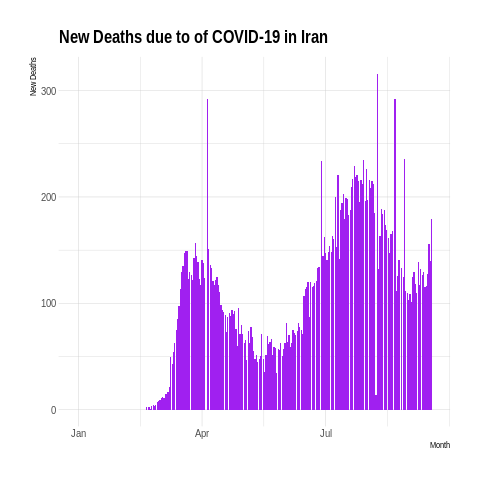 New Deaths due to of COVID-19 in Iran
New Deaths
300
200
100
0
Jan Apr Jul
Month